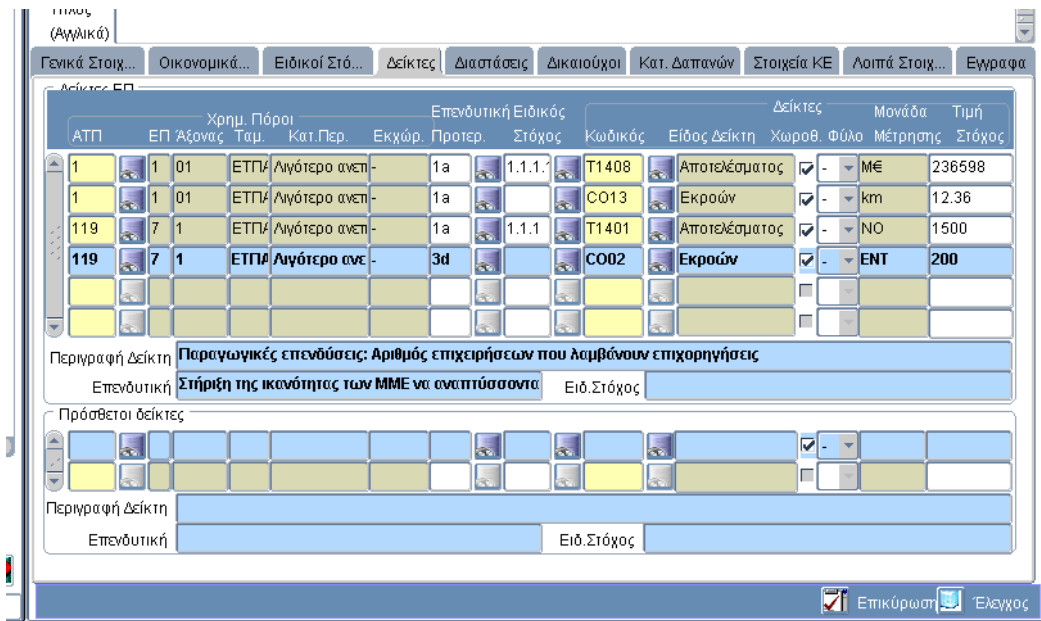 Τίτλος
(Αγγλικά)
Γενικά Στοιχ... Οικονομικά... Ειδικοί Στό... Δείκτες Διαστάσεις Δικαιούχοι Κατ. Δαπανών Στοιχεία ΚΕ Λοιπά Στοιχ... Εγγραφα
Δείκτες ΕΠ
Χρημ. Πόροι Επενδυτική Ειδικός Δείκτες Μονάδα Τιμή
ΑΤΠ ΕΠ Άξονας Ταμ. Κατ.Περ. Εκχώρ. Προτερ. Στόχος Κωδικός Είδος Δείκτη Χωροθ. Φύλο Μέτρησης Στόχος
1 1 01 ΕΤΠΑ Λιγότερο ανεπ - 1a 1.1.1. T1408 Αποτελέσματος - M€ 236598
1 1 01 ΕΤΠΑ Λιγότερο ανεπ - 1a CO13 Εκροών - km 12.36
119 7 1 ΕΤΠΑ Λιγότερο ανεπ - 1a 1.1.1 T1401 Αποτελέσματος - NO 1500
119 7 1 ΕΤΠΑ Λιγότερο ανε - 3d CO02 Εκροών - ENT 200
Περιγραφή Δείκτη Παραγωγικές επενδύσεις: Αριθμός επιχειρήσεων που λαμβάνουν επιχορηγήσεις
Επενδυτική Στήριξη της ικανότητας των ΜΜΕ να αναπτύσσοντα Ειδ.Στόχος
Πρόσθετοι δείκτες
-
Περιγραφή Δείκτη
Επενδυτική Ειδ.Στόχος
Επικύρωση Έλεγχος